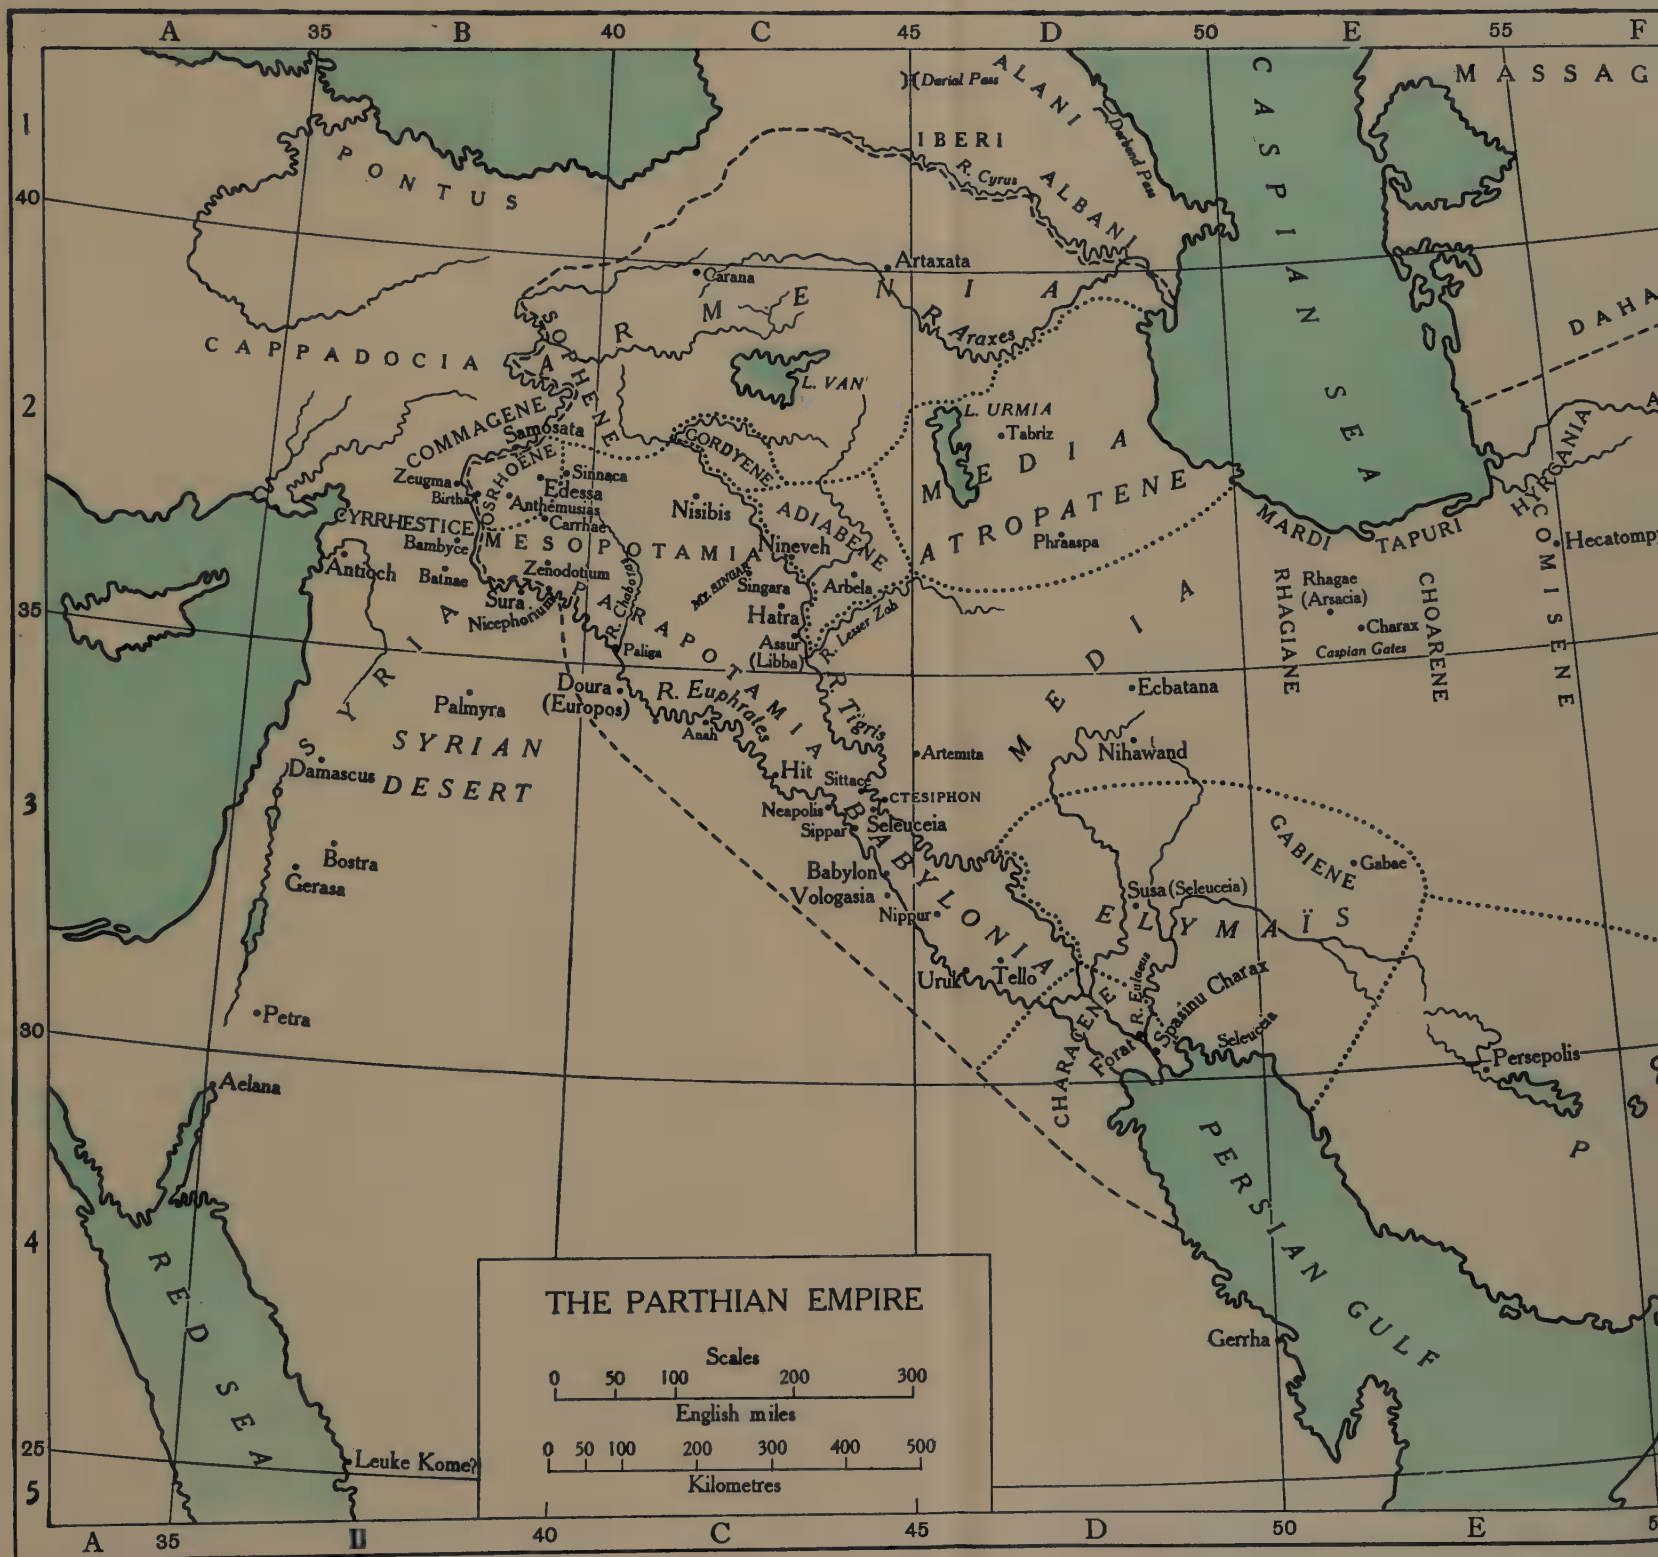 A 35 B 40 C 45 D 50 E 55 F
1
40
2
35
3
30
4
25
5
MASSAG
Darial Pass
ALANI
CASPIAN SEA
Derbend Pass
IBERI
R. Cyrus
ALBANI
PONTUS
DAHA
Artaxata
Carana
ARMENIA
R. Araxes
SOPHENE
CAPPADOCIA
L. VAN
L. URMIA
Tabriz
COMMAGENE
Samosata
GORDYENE
HYRCANIA
A
OSRHOENE
Sinnaca
Zeugma
Birtha
Edessa
Anthemusias
Carrhae
Nisibis
ADIABENE
MEDIA
ATROPATENE
Phraaspa
MARDI
TAPURI
COMISENE
Hecatomp
CYRRHESTICE
Bambyce
MESOPOTAMIA
Nineveh
Antioch
Batnae
Zenodotium
Mt. SINGAR
Singara
Arbela
Rhagae
(Arsacia)
RHAGIANE
CHOARENE
Charax
Caspian Gates
Sura
Nicephorium
R. Chaboras
PARAPOTAMIA
Hatra
R. Lesser Zab
Assur
(Libba)
Paliga
SYRIA
Palmyra
Doura
(Europos)
R. Euphrates
R. Tigris
MEDIA
Ecbatana
Anah
SYRIAN
DESERT
Damascus
Artemita
Nihawand
Hit
Sittace
CTESIPHON
Neapolis
Sippar
Seleuceia
BABYLONIA
GABIENE
Gabae
Bostra
Gerasa
Babylon
Vologasia
Nippur
Susa (Seleuceia)
ELYMAÏS
Uruk
Tello
R. Eulaeus
Spasinu Charax
Petra
CHARACENE
Forat
Seleuceia
Persepolis
Aelana
P
PERSIAN GULF
RED SEA
THE PARTHIAN EMPIRE
Scales
0 50 100 200 300
English miles
0 50 100 200 300 400 500
Kilometres
Gerrha
Leuke Kome?
A 35 B 40 C 45 D 50 E 5